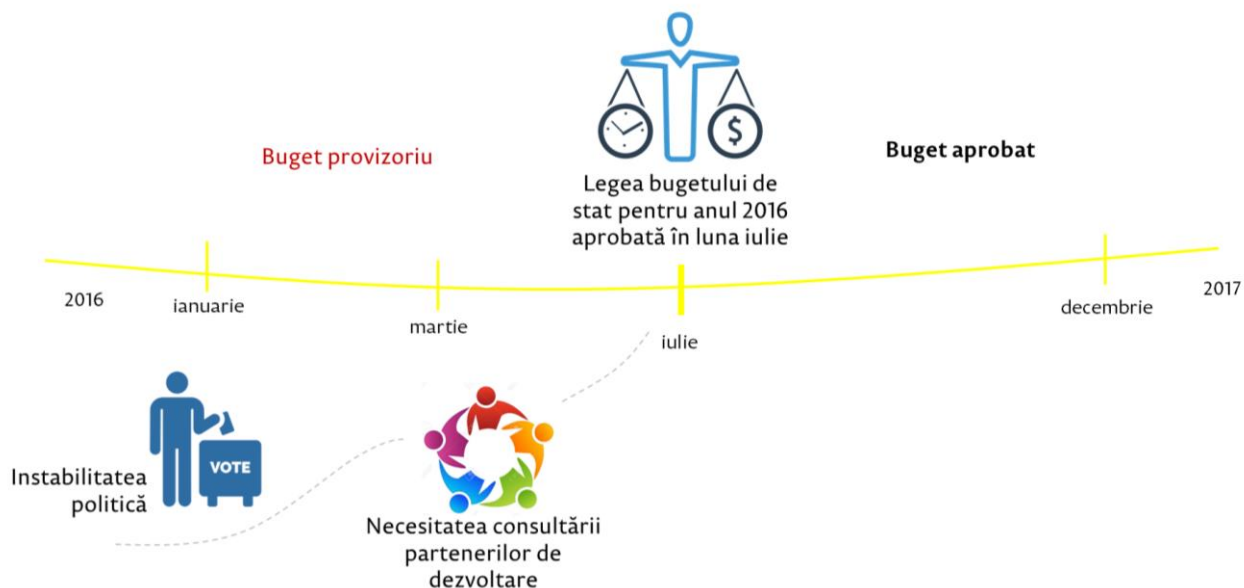 Buget provizoriu
Buget aprobat
$
Legea bugetului de
stat pentru anul 2016
aprobată în luna iulie
2016
ianuarie
martie
iulie
decembrie
2017
Instabilitatea
politică
VOTE
Necesitatea consultării
partenerilor de
dezvoltare